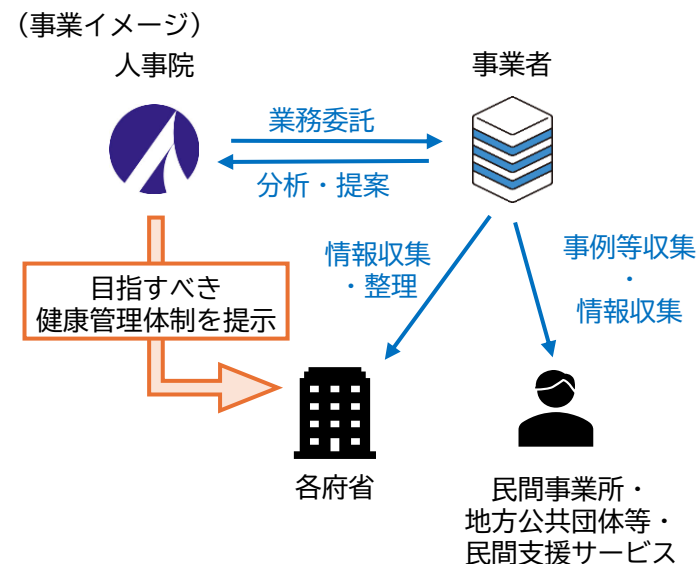 （事業イメージ）
人事院
事業者
業務委託
分析・提案
情報収集
・整理
事例等収集
・
情報収集
目指すべき
健康管理体制を提示
各府省
民間事業所・
地方公共団体等・
民間支援サービス